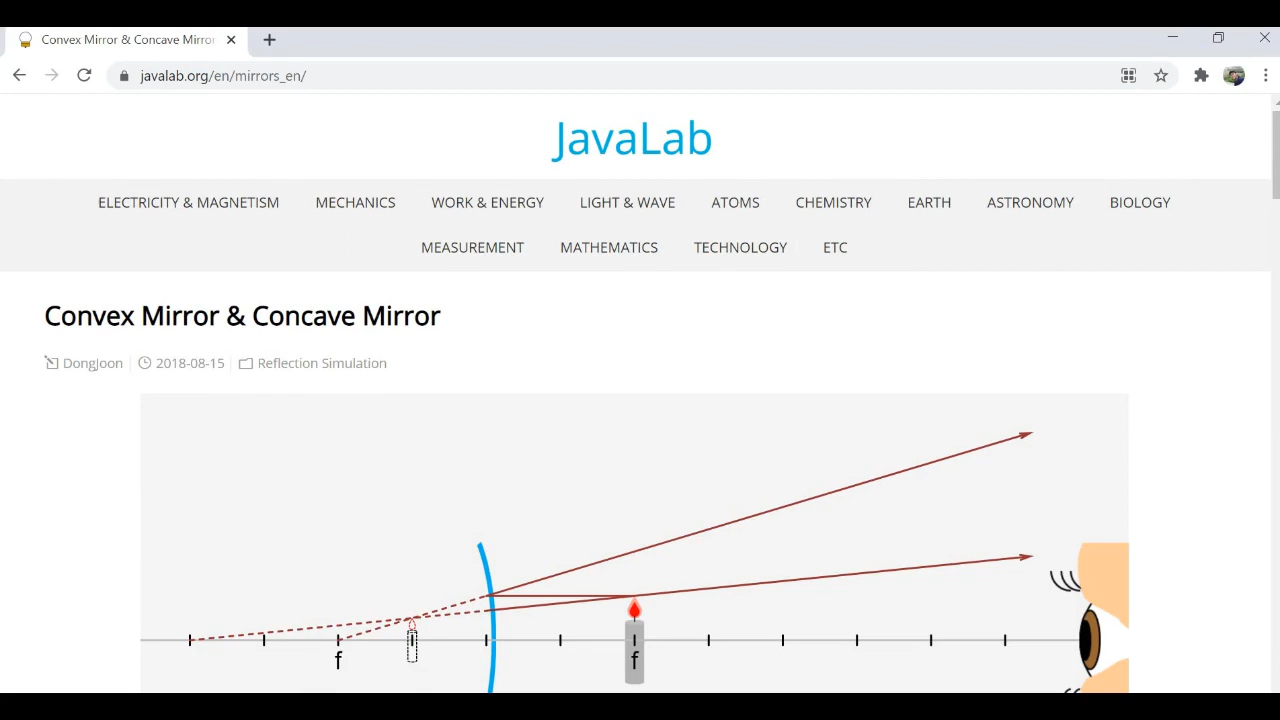 Convex Mirror & Concave Mirror
javalab.org/en/mirrors_en/
JavaLab
ELECTRICITY & MAGNETISM MECHANICS WORK & ENERGY LIGHT & WAVE ATOMS CHEMISTRY EARTH ASTRONOMY BIOLOGY
MEASUREMENT MATHEMATICS TECHNOLOGY ETC
Convex Mirror & Concave Mirror
DongJoon 2018-08-15 Reflection Simulation
f f